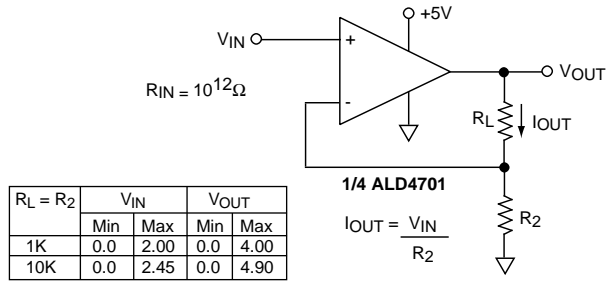 +5V
VIN
+
RIN = 10^12Ω
-
VOUT
RL
IOUT
1/4 ALD4701
IOUT = VIN
R2
R2
RL = R2 VIN VOUT
Min Max Min Max
1K 0.0 2.00 0.0 4.00
10K 0.0 2.45 0.0 4.90